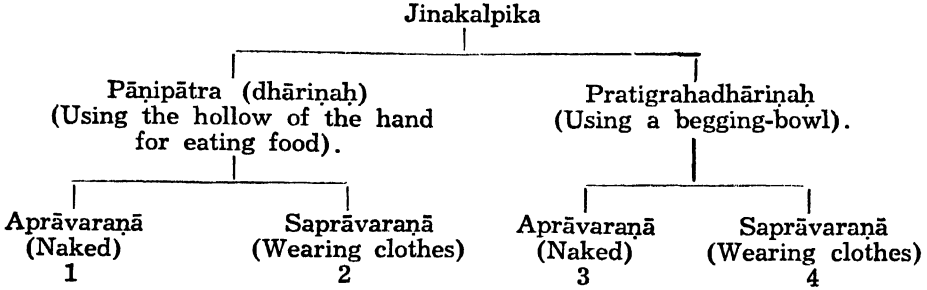 Jinakalpika
Pāṇipātra (dhāriṇaḥ)
(Using the hollow of the hand
for eating food).
Pratigrahadhāriṇaḥ
(Using a begging-bowl).
Aprāvaraṇā
(Naked)
1
Saprāvaraṇā
(Wearing clothes)
2
Aprāvaraṇā
(Naked)
3
Saprāvaraṇā
(Wearing clothes)
4